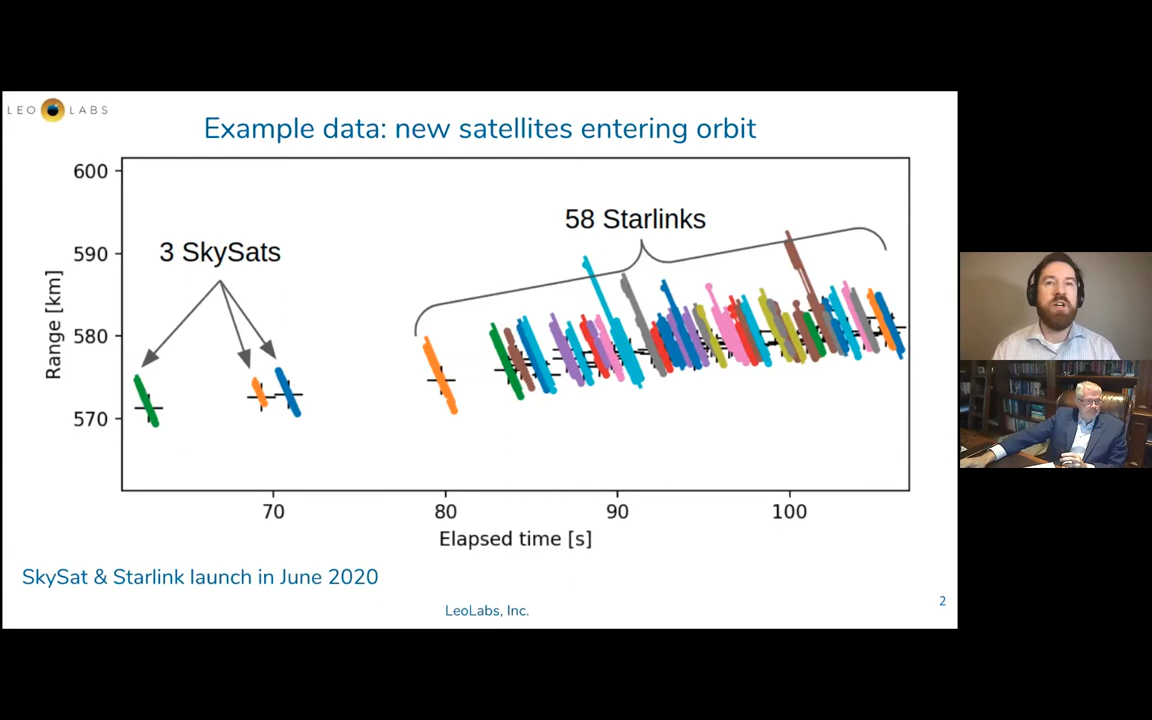 LEO LABS
Example data: new satellites entering orbit
600
590
580
570
Range [km]
3 SkySats
58 Starlinks
70
80
90
100
Elapsed time [s]
SkySat & Starlink launch in June 2020
LeoLabs, Inc.
2